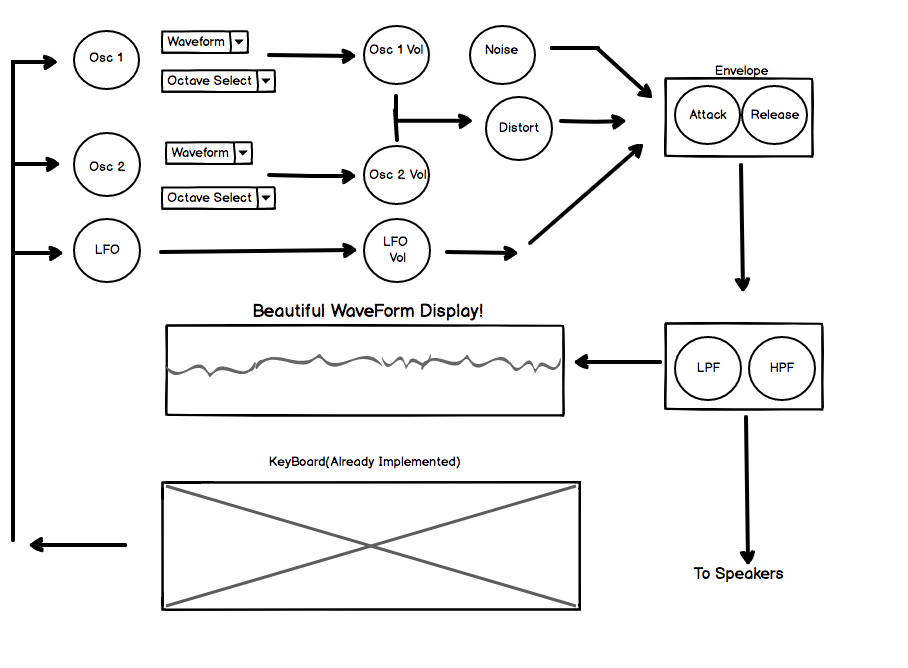 Osc 1
Waveform
Octave Select
Osc 1 Vol
Noise
Envelope
Attack
Release
Distort
Osc 2
Waveform
Octave Select
Osc 2 Vol
LFO
LFO
Vol
Beautiful WaveForm Display!
LPF
HPF
KeyBoard(Already Implemented)
To Speakers